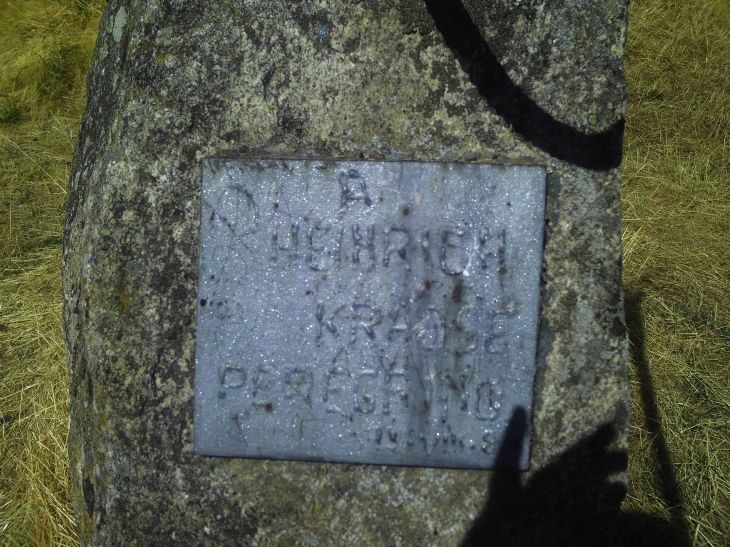 A
HEINRICH
KRAUSE
PEREGRINO